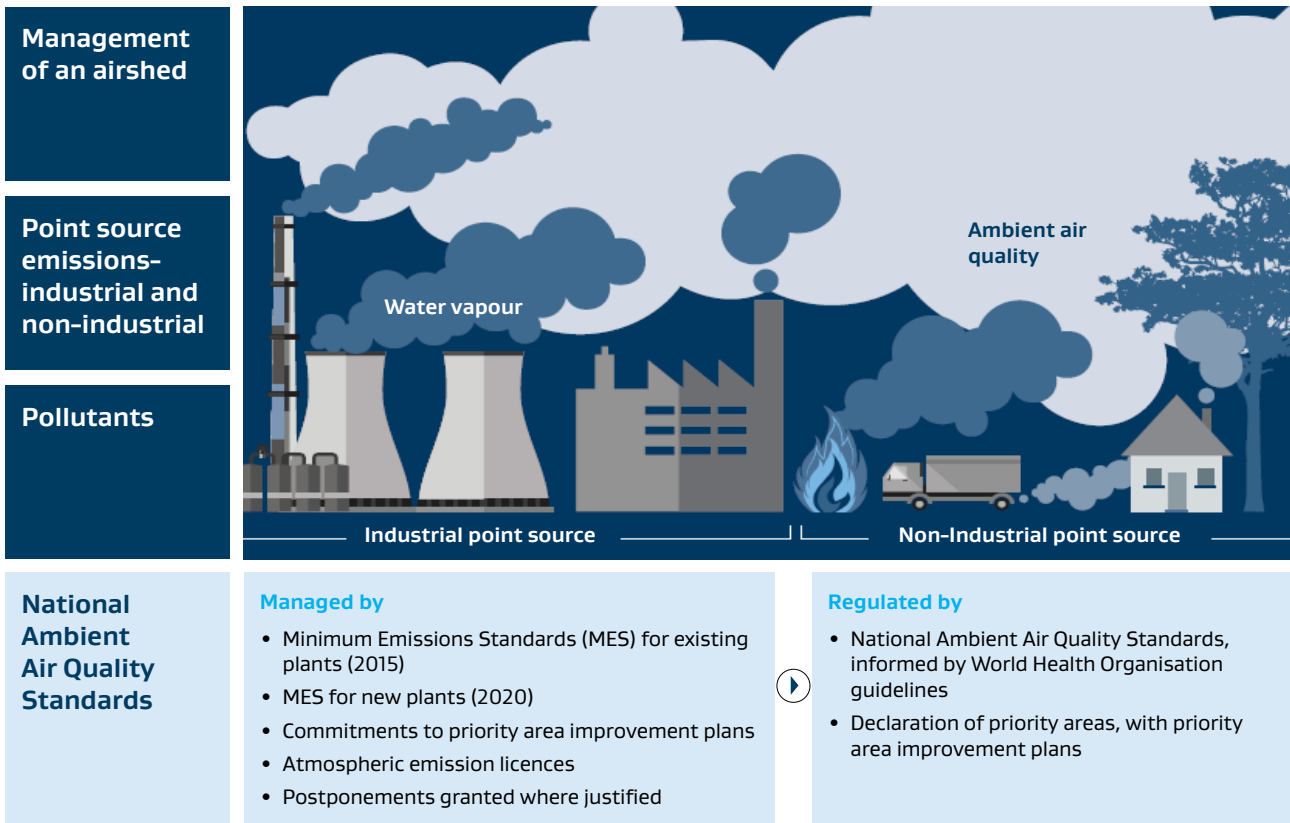 Management
of an airshed
Point source
emissions–
industrial and
non-industrial
Pollutants
Water vapour
Ambient air
quality
Industrial point source
Non-Industrial point source
National
Ambient
Air Quality
Standards
Managed by
• Minimum Emissions Standards (MES) for existing
plants (2015)
• MES for new plants (2020)
• Commitments to priority area improvement plans
• Atmospheric emission licences
• Postponements granted where justified
Regulated by
• National Ambient Air Quality Standards,
informed by World Health Organisation
guidelines
• Declaration of priority areas, with priority
area improvement plans